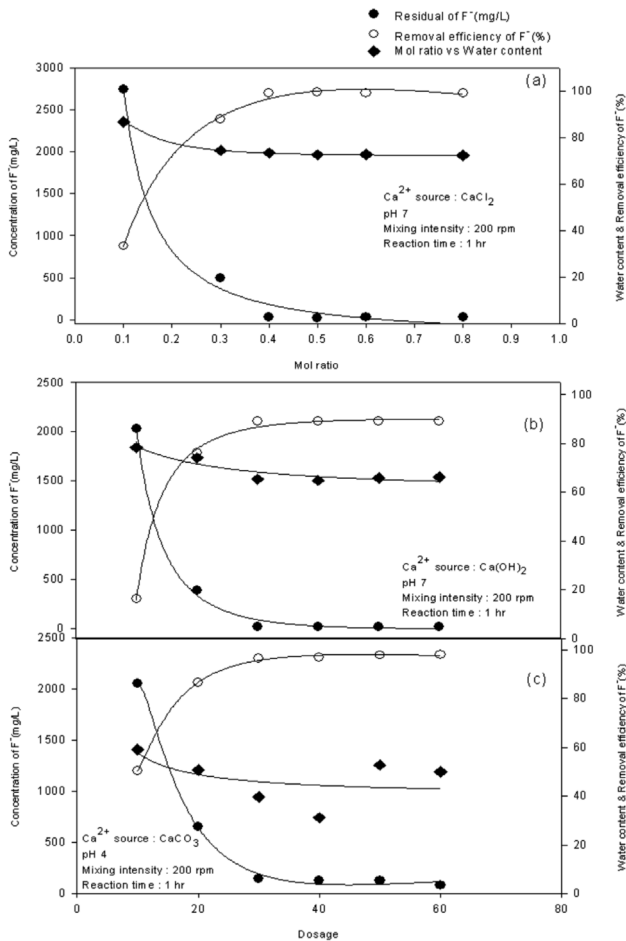 Residual of F⁻(mg/L)
Removal efficiency of F⁻(%)
Mol ratio vs Water content
(a)
3000
2500
2000
1500
1000
500
0
Concentration of F⁻(mg/L)
100
80
60
40
20
0
Water content & Removal efficiency of F⁻(%)
Ca²⁺ source : CaCl₂
pH 7
Mixing intensity : 200 rpm
Reaction time : 1 hr
0.0 0.1 0.2 0.3 0.4 0.5 0.6 0.7 0.8 0.9 1.0
Mol ratio
(b)
2500
2000
1500
1000
500
0
Concentration of F⁻(mg/L)
100
80
60
40
20
0
Water content & Removal efficiency of F⁻(%)
Ca²⁺ source : Ca(OH)₂
pH 7
Mixing intensity : 200 rpm
Reaction time : 1 hr
(c)
2500
2000
1500
1000
500
0
Concentration of F⁻(mg/L)
100
80
60
40
20
0
Water content & Removal efficiency of F⁻(%)
Ca²⁺ source : CaCO₃
pH 4
Mixing intensity : 200 rpm
Reaction time : 1 hr
0 20 40 60 80
Dosage